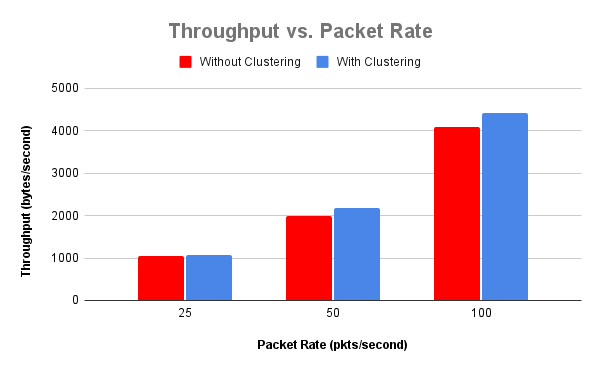 Throughput vs. Packet Rate
Without Clustering With Clustering
5000
4000
3000
2000
1000
0
Throughput (bytes/second)
25 50 100
Packet Rate (pkts/second)